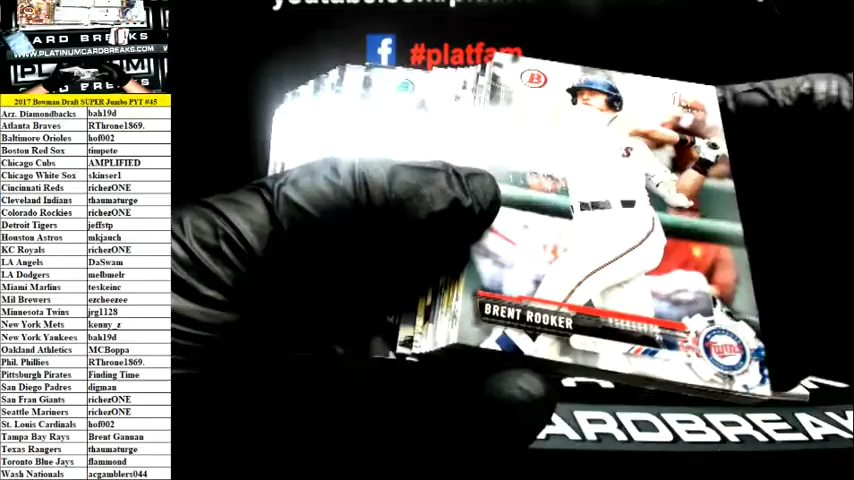 ARD BREAKS
WWW.PLATINUMCARDBREAKS.COM
2017 Bowman Draft SUPER Jumbo PYT #45
Arz. Diamondbacks bah19d
Atlanta Braves RThrone1869.
Baltimore Orioles hof002
Boston Red Sox timpete
Chicago Cubs AMPLIFIED
Chicago White Sox skinser1
Cincinnati Reds richezONE
Cleveland Indians thaumaturge
Colorado Rockies richezONE
Detroit Tigers jeffstp
Houston Astros mkjauch
KC Royals richezONE
LA Angels DaSwam
LA Dodgers melbmelr
Miami Marlins teskeinc
Mil Brewers ezcheezee
Minnesota Twins jrg1128
New York Mets kenny_z
New York Yankees bah19d
Oakland Athletics MCBoppa
Phil. Phillies RThrone1869.
Pittsburgh Pirates Finding Time
San Diego Padres digman
San Fran Giants richezONE
Seattle Mariners richezONE
St. Louis Cardinals hof002
Tampa Bay Rays Brent Gannan
Texas Rangers thaumaturge
Toronto Blue Jays flammond
Wash Nationals acgamblers044
f #platfam
B
BRENT ROOKER
TWINS
CARDBREAKS